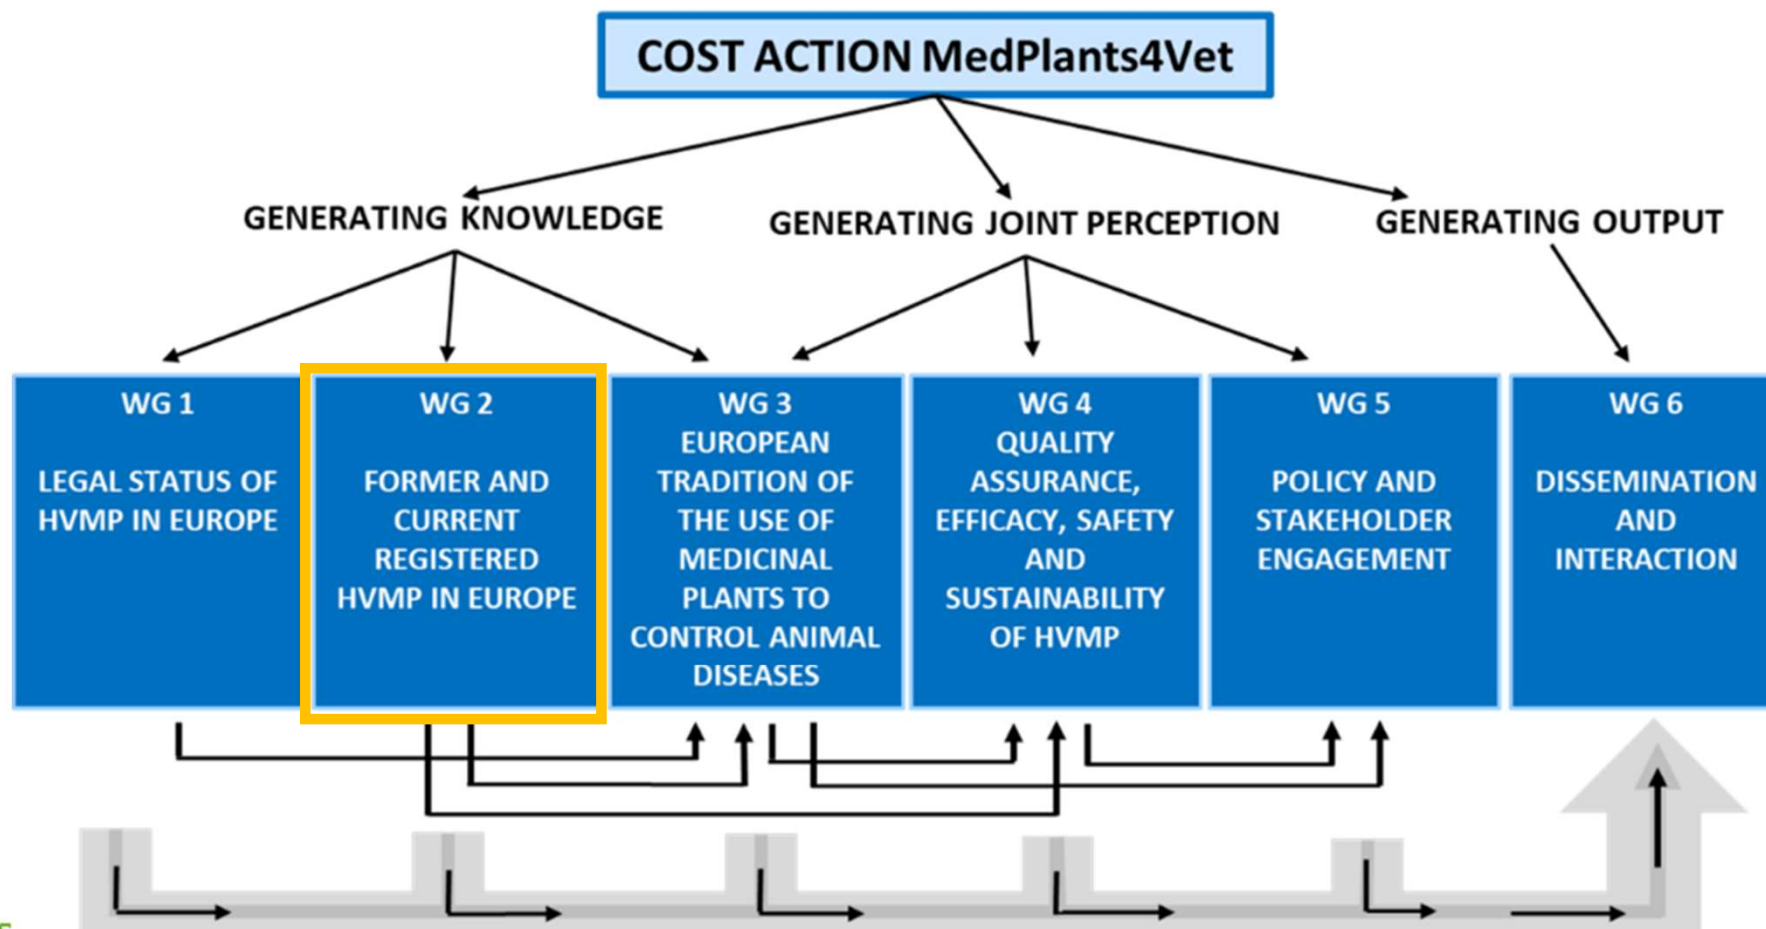 COST ACTION MedPlants4Vet
GENERATING KNOWLEDGE
GENERATING JOINT PERCEPTION
GENERATING OUTPUT
WG 1
LEGAL STATUS OF
HVMP IN EUROPE
WG 2
FORMER AND
CURRENT
REGISTERED
HVMP IN EUROPE
WG 3
EUROPEAN
TRADITION OF
THE USE OF
MEDICINAL
PLANTS TO
CONTROL ANIMAL
DISEASES
WG 4
QUALITY
ASSURANCE,
EFFICACY, SAFETY
AND
SUSTAINABILITY
OF HVMP
WG 5
POLICY AND
STAKEHOLDER
ENGAGEMENT
WG 6
DISSEMINATION
AND
INTERACTION